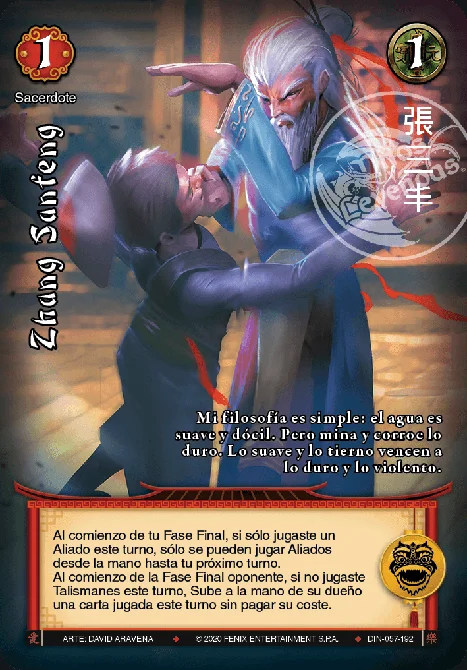 1
1
Sacerdote
Zhang Sanfeng
張三丰
Mi filosofía es simple: el agua es
suave y dócil. Pero mina y corroe lo
duro. Lo suave y lo tierno vencen a
lo duro y lo violento.
Al comienzo de tu Fase Final, si sólo jugaste un
Aliado este turno, sólo se pueden jugar Aliados
desde la mano hasta tu próximo turno.
Al comienzo de la Fase Final oponente, si no jugaste
Talismanes este turno, Sube a la mano de su dueño
una carta jugada este turno sin pagar su coste.
ARTE: DAVID ARAVENA ◆ © 2020 FENIX ENTERTAINMENT S.P.A. ◆ DIN-057-192